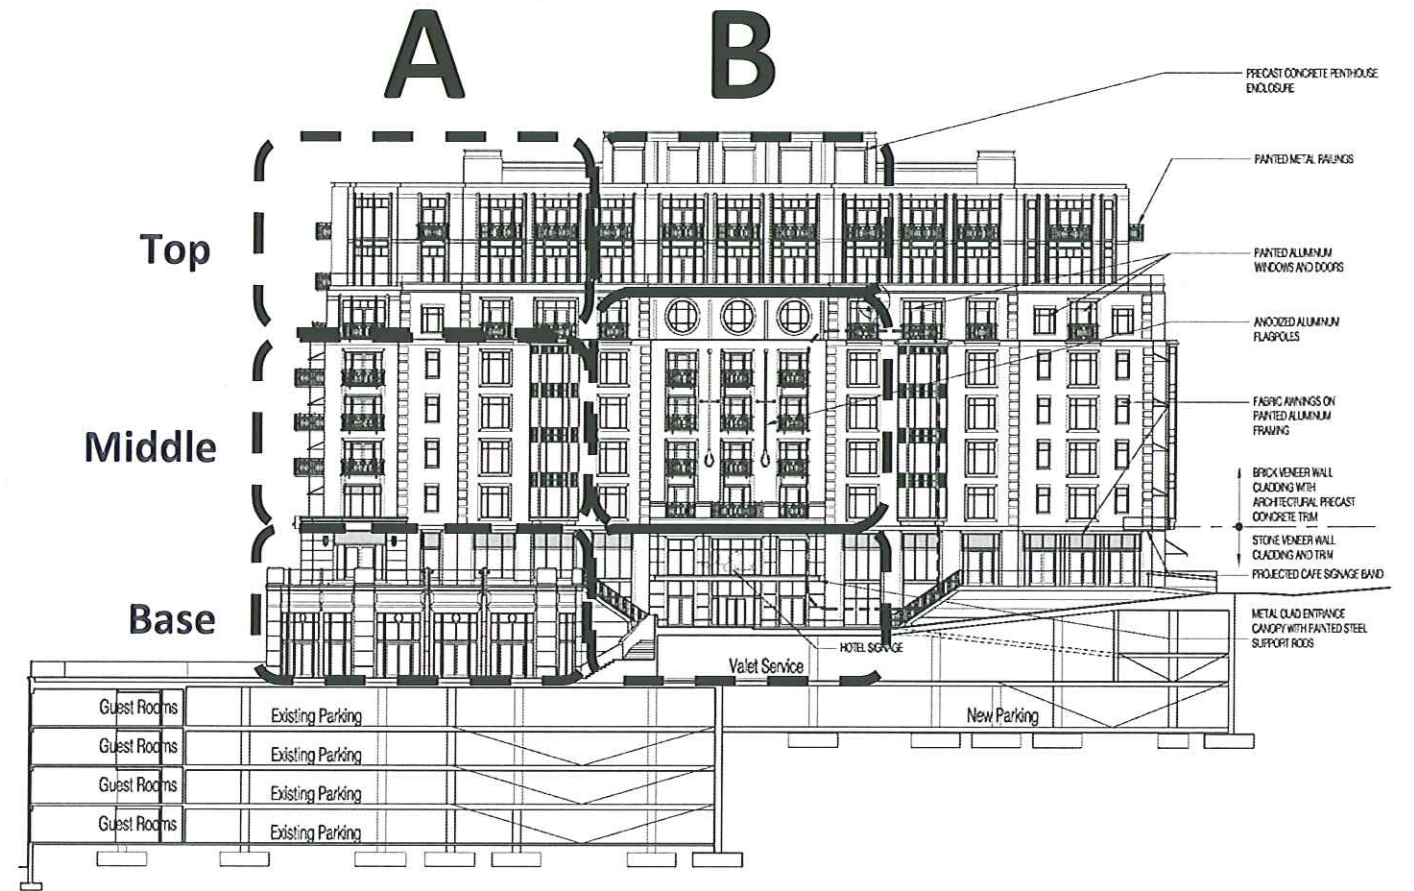 A B
PRECAST CONCRETE PENTHOUSE
ENCLOSURE
PAINTED METAL RAILINGS
Top
PAINTED ALUMINUM
WINDOWS AND DOORS
ANODIZED ALUMINUM
FLAGPOLES
FABRIC AWNINGS ON
PAINTED ALUMINUM
FRAMING
Middle
BRICK VENEER WALL
CLADDING WITH
ARCHITECTURAL PRECAST
CONCRETE TRIM
STONE VENEER WALL
CLADDING AND TRIM
PROJECTED CAFE SIGNAGE BAND
Base
METAL CLAD ENTRANCE
CANOPY WITH PAINTED STEEL
SUPPORT RODS
HOTEL SIGNAGE
Valet Service
Guest Rooms
Existing Parking
New Parking
Guest Rooms
Existing Parking
Guest Rooms
Existing Parking
Guest Rooms
Existing Parking